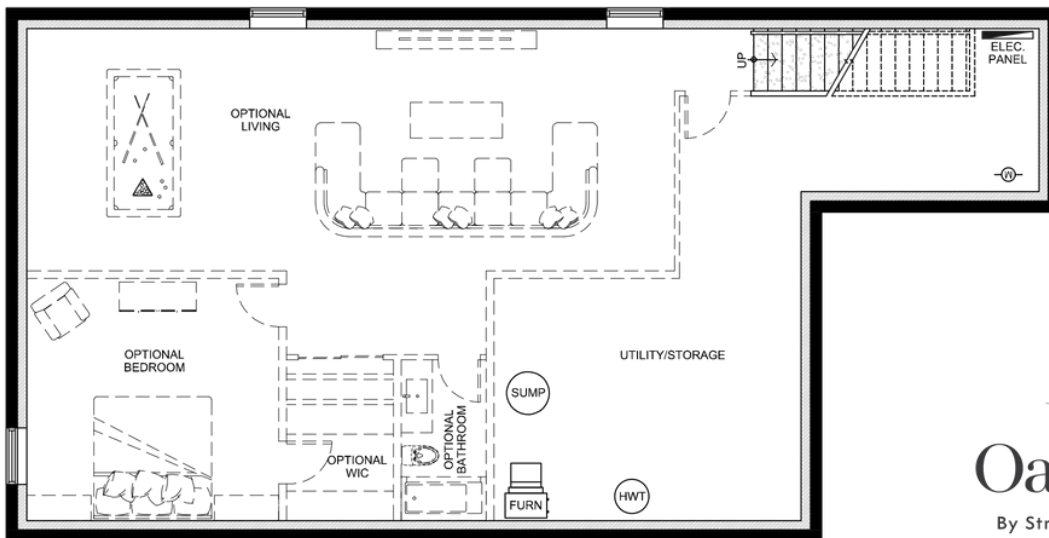 UP
ELEC.
PANEL
OPTIONAL
LIVING
M
OPTIONAL
BEDROOM
UTILITY/STORAGE
SUMP
OPTIONAL
BATHROOM
OPTIONAL
WIC
FURN
HWT
Oa
By Str